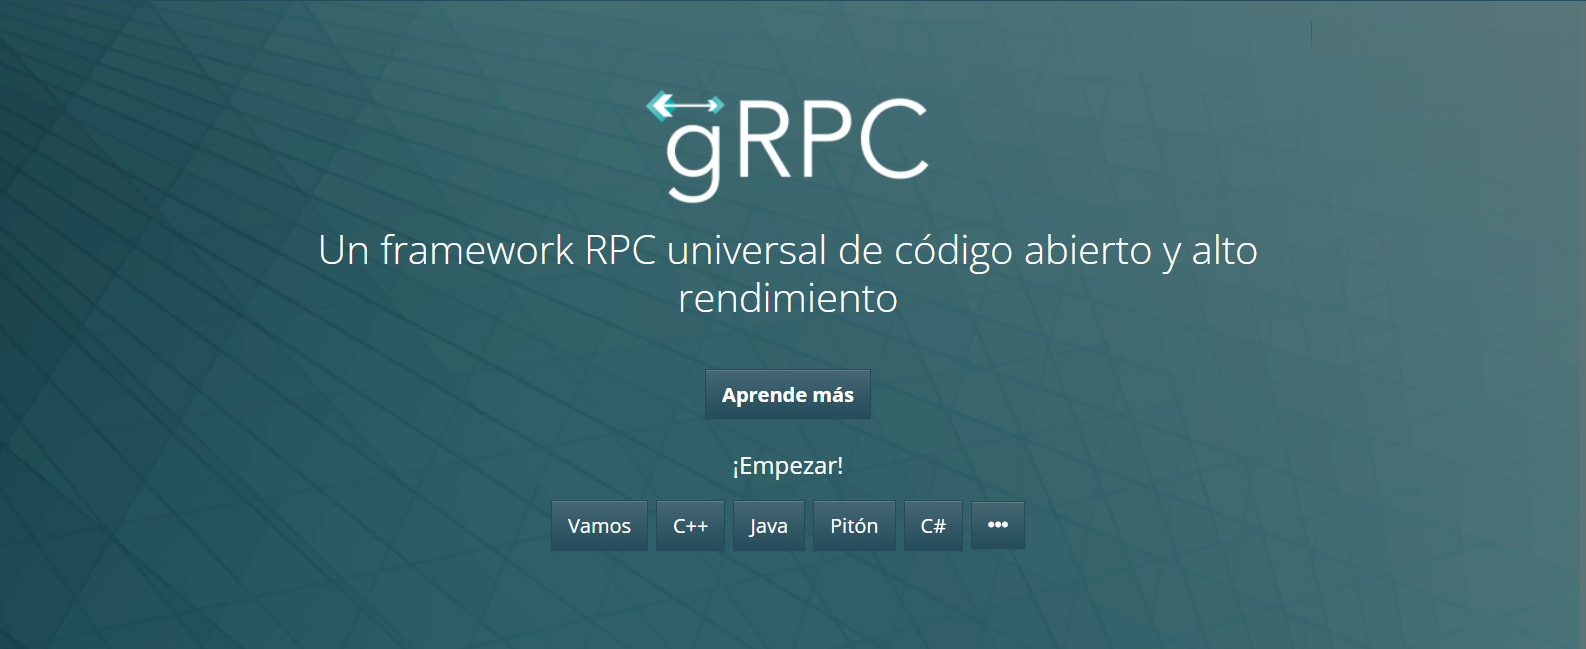 gRPC
Un framework RPC universal de código abierto y alto
rendimiento
Aprende más
¡Empezar!
Vamos C++ Java Pitón C# •••